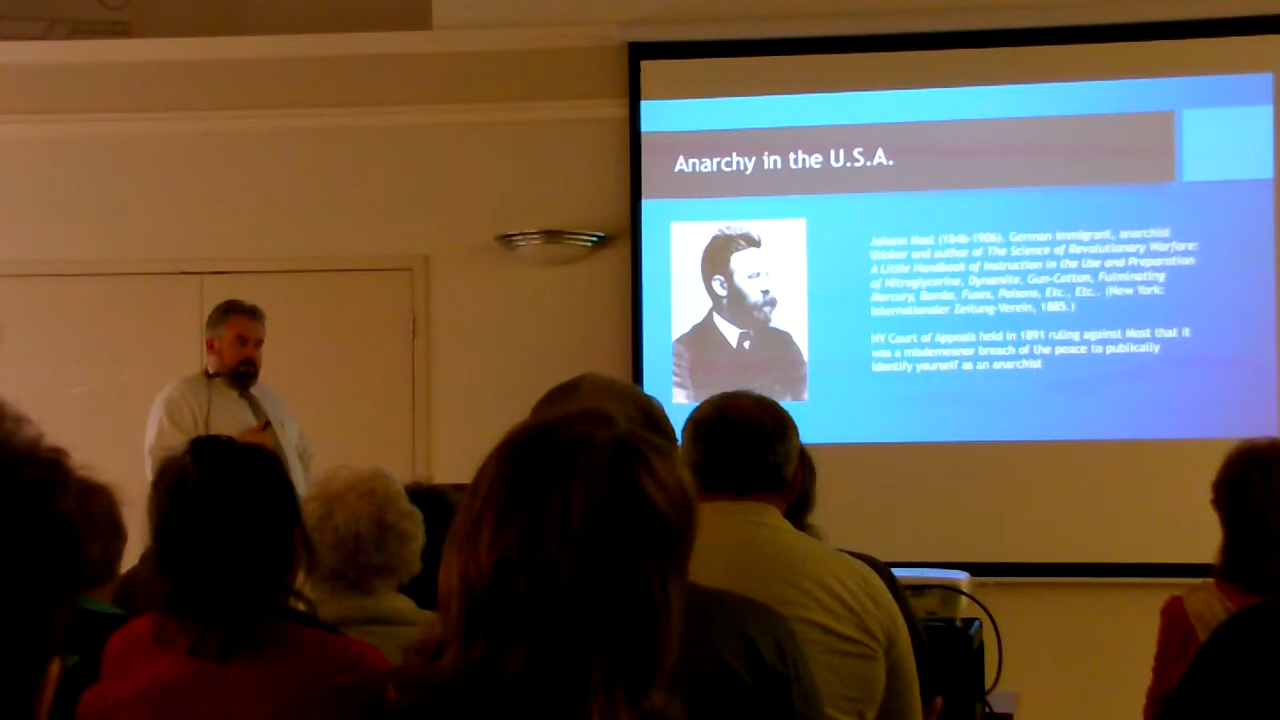 Anarchy in the U.S.A.
Johann Most (1846-1906). German immigrant, anarchist
thinker and author of The Science of Revolutionary Warfare:
A Little Handbook of Instruction in the Use and Preparation
of Nitroglycerine, Dynamite, Gun-Cotton, Fulminating
Mercury, Bombs, Fuses, Poisons, Etc., Etc.. (New York:
Internationaler Zeitung-Verein, 1885.)
NY Court of Appeals held in 1891 ruling against Most that it
was a misdemeanor breach of the peace to publically
identify yourself as an anarchist